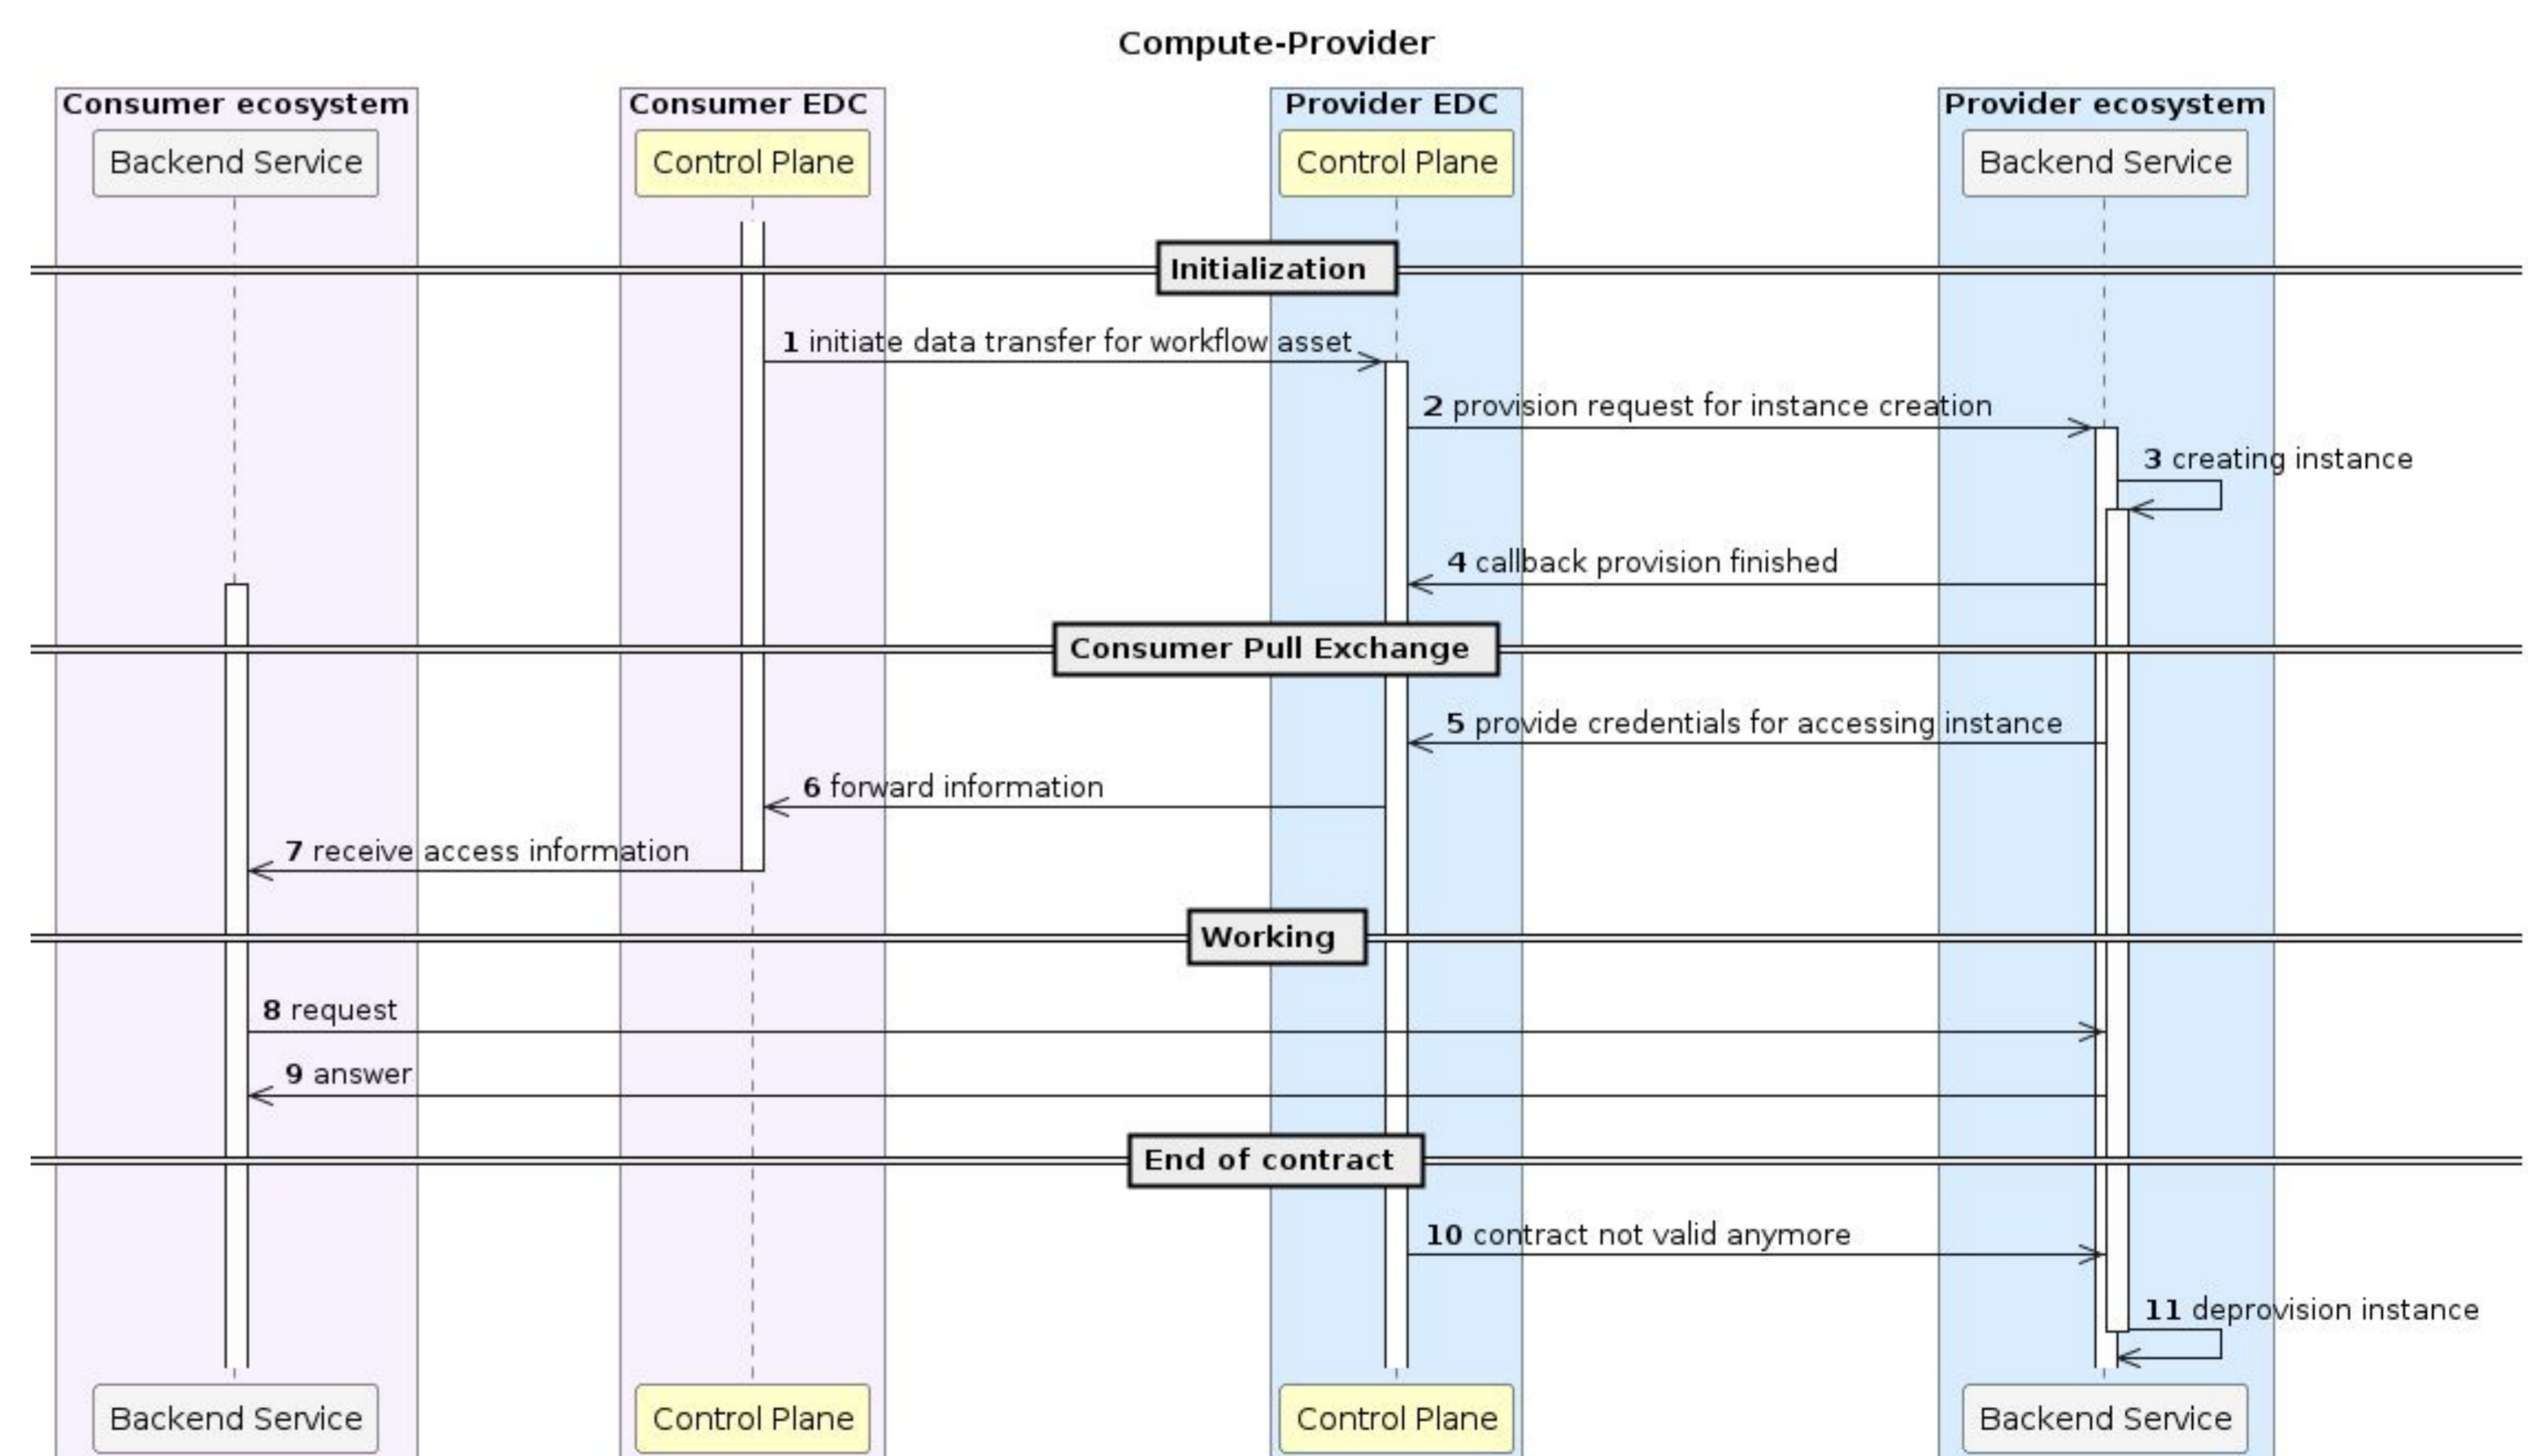 Compute-Provider
Consumer ecosystem
Consumer EDC
Provider EDC
Provider ecosystem
Backend Service
Control Plane
Control Plane
Backend Service
Initialization
1 initiate data transfer for workflow asset
2 provision request for instance creation
3 creating instance
4 callback provision finished
Consumer Pull Exchange
5 provide credentials for accessing instance
6 forward information
7 receive access information
Working
8 request
9 answer
End of contract
10 contract not valid anymore
11 deprovision instance
Backend Service
Control Plane
Control Plane
Backend Service